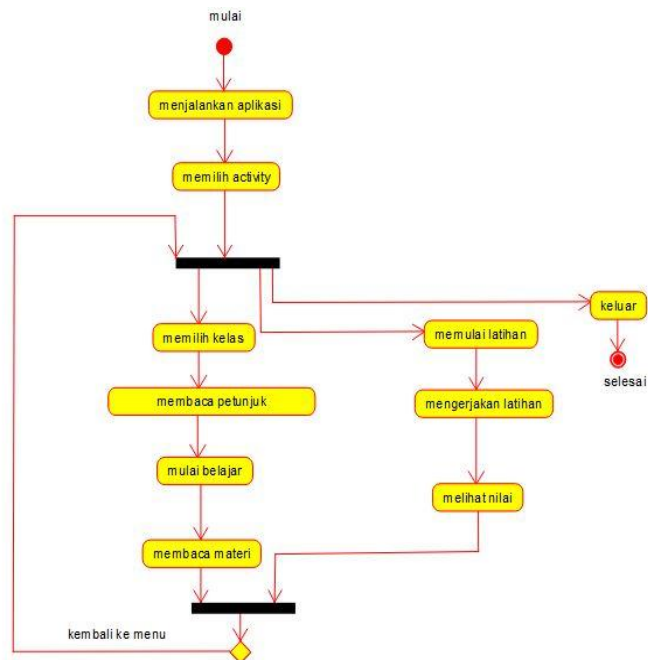 mulai
menjalankan aplikasi
memilih activity
keluar
selesai
memilih kelas
memulai latihan
membaca petunjuk
mengerjakan latihan
mulai belajar
melihat nilai
membaca materi
kembali ke menu